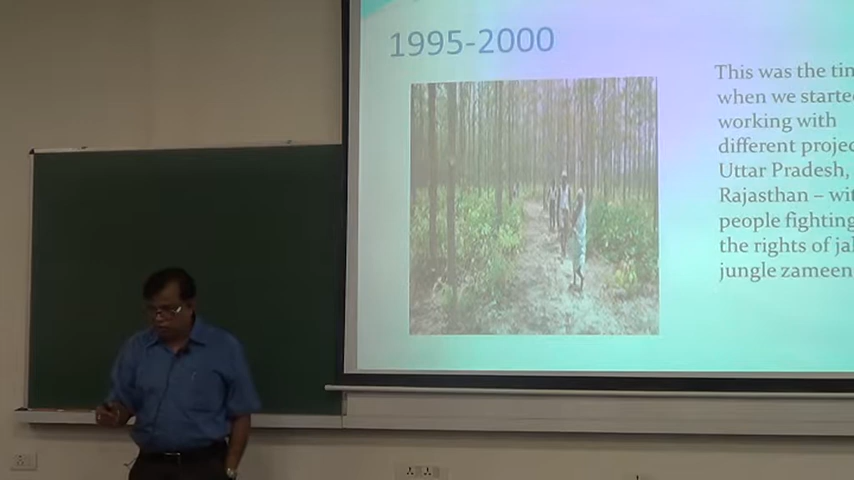 1995-2000
This was the tim
when we started
working with
different projec
Uttar Pradesh,
Rajasthan – wit
people fighting
the rights of jal
jungle zameen